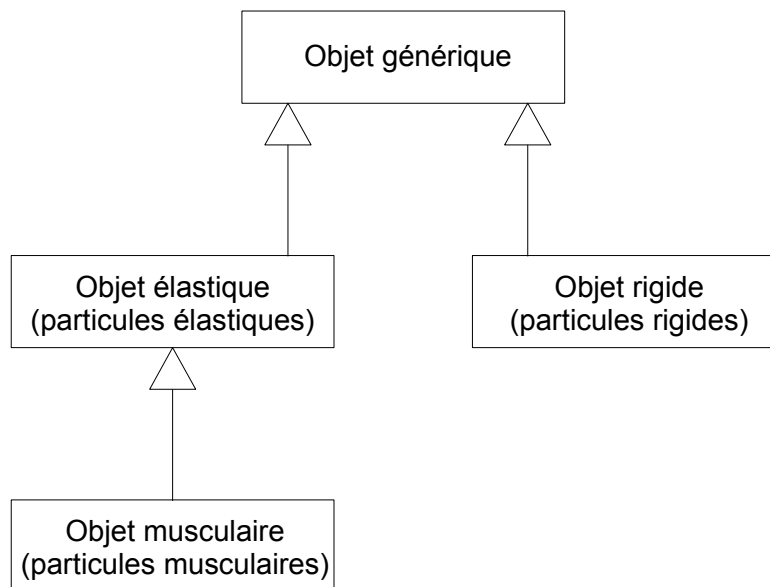 Objet générique
Objet élastique
(particules élastiques)
Objet rigide
(particules rigides)
Objet musculaire
(particules musculaires)